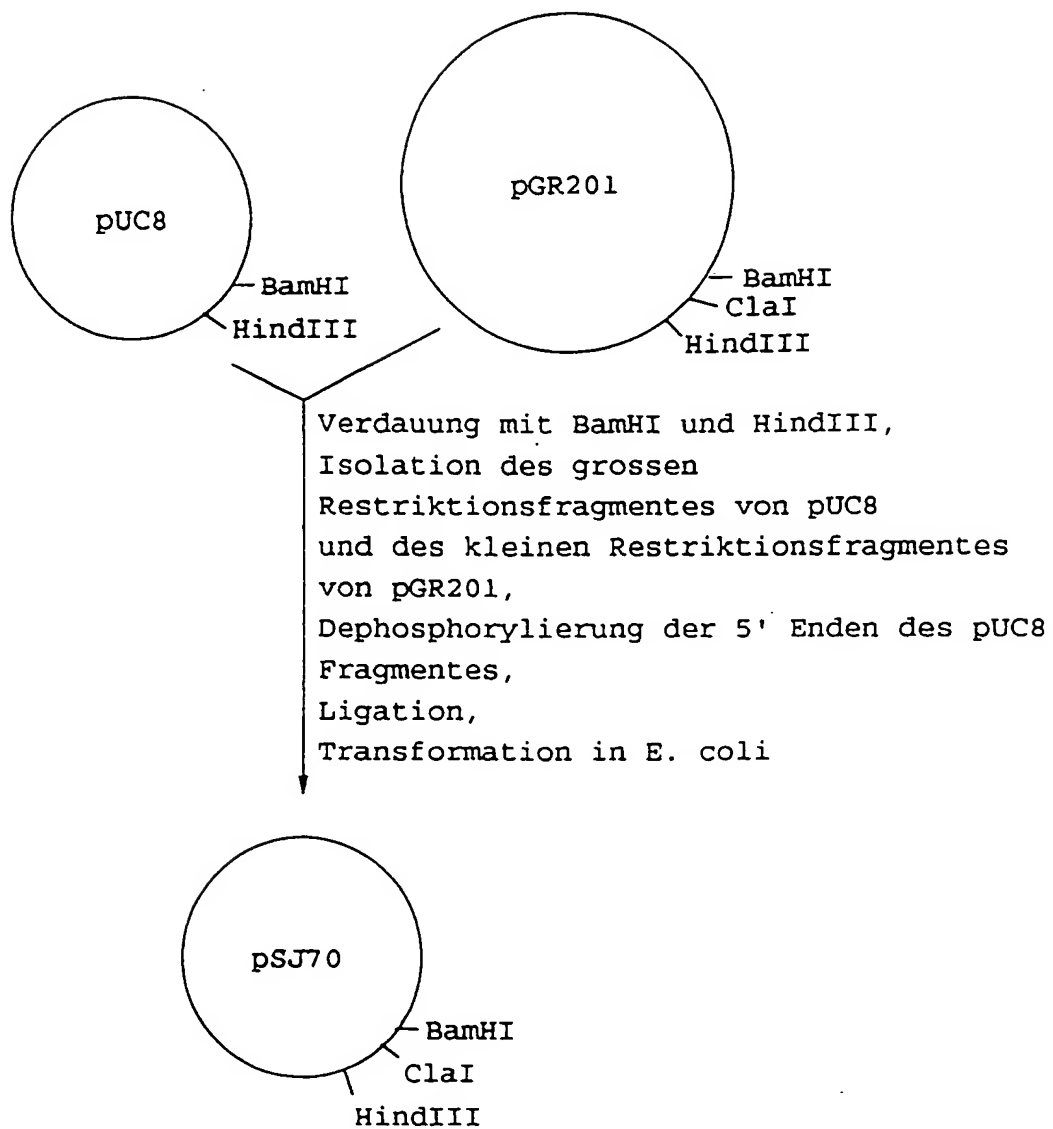 pUC8
BamHI
HindIII
pGR201
BamHI
ClaI
HindIII
Verdauung mit BamHI und HindIII,
Isolation des grossen
Restriktionsfragmentes von pUC8
und des kleinen Restriktionsfragmentes
von pGR201,
Dephosphorylierung der 5' Enden des pUC8
Fragmentes,
Ligation,
Transformation in E. coli
pSJ70
BamHI
ClaI
HindIII